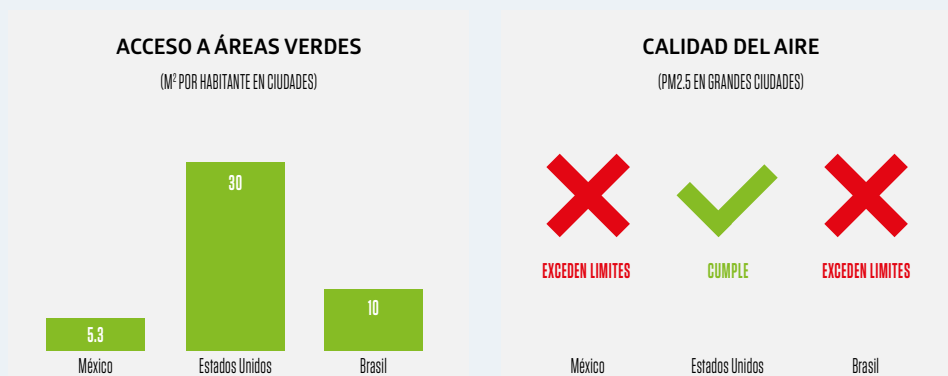 ACCESO A ÁREAS VERDES
(M² POR HABITANTE EN CIUDADES)
30
10
5.3
México
Estados Unidos
Brasil
CALIDAD DEL AIRE
(PM2.5 EN GRANDES CIUDADES)
EXCEDEN LIMITES
CUMPLE
EXCEDEN LIMITES
México
Estados Unidos
Brasil